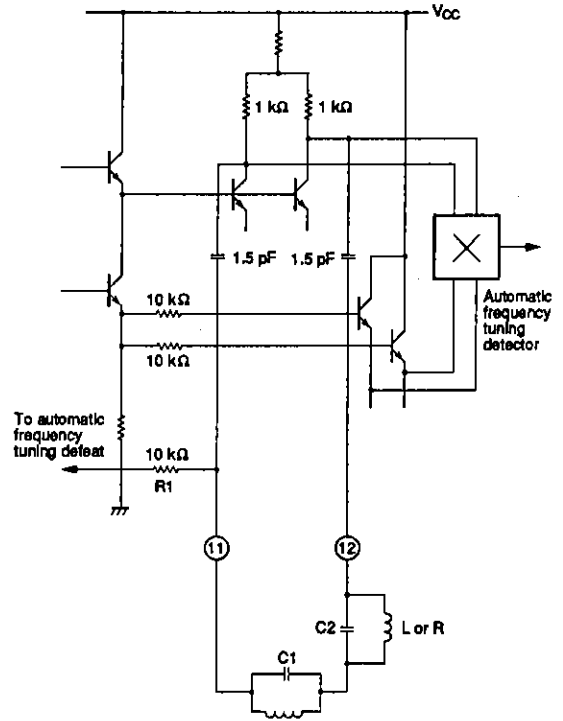 VCC
1 kΩ
1 kΩ
1.5 pF
1.5 pF
Automatic
frequency
tuning
detector
10 kΩ
10 kΩ
To automatic
frequency
tuning defeat
10 kΩ
R1
11
12
C2
L or R
C1